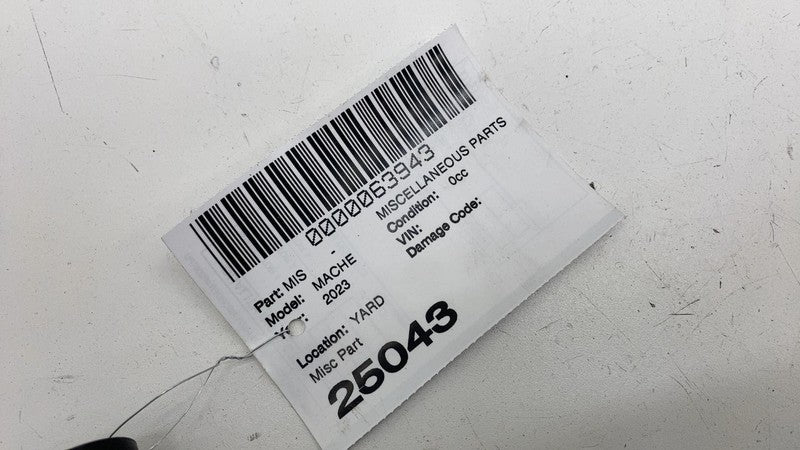 0000063943
Part: MIS - MISCELLANEOUS PARTS
Model: MACHE Condition: 0cc
2023 VIN:
Damage Code:
Location: YARD
Misc Part
25043